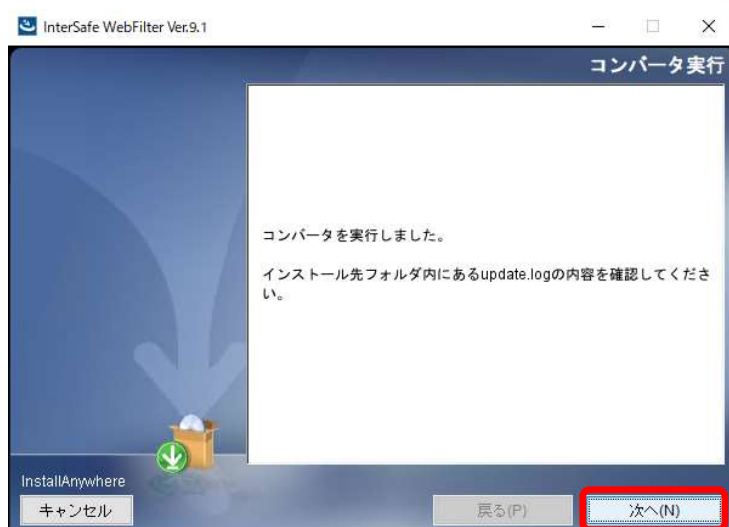 InterSafe WebFilter Ver.9.1
コンバータ実行
コンバータを実行しました。
インストール先フォルダ内にあるupdate.logの内容を確認してくださ
い。
InstallAnywhere
キャンセル
戻る(P)
次へ(N)